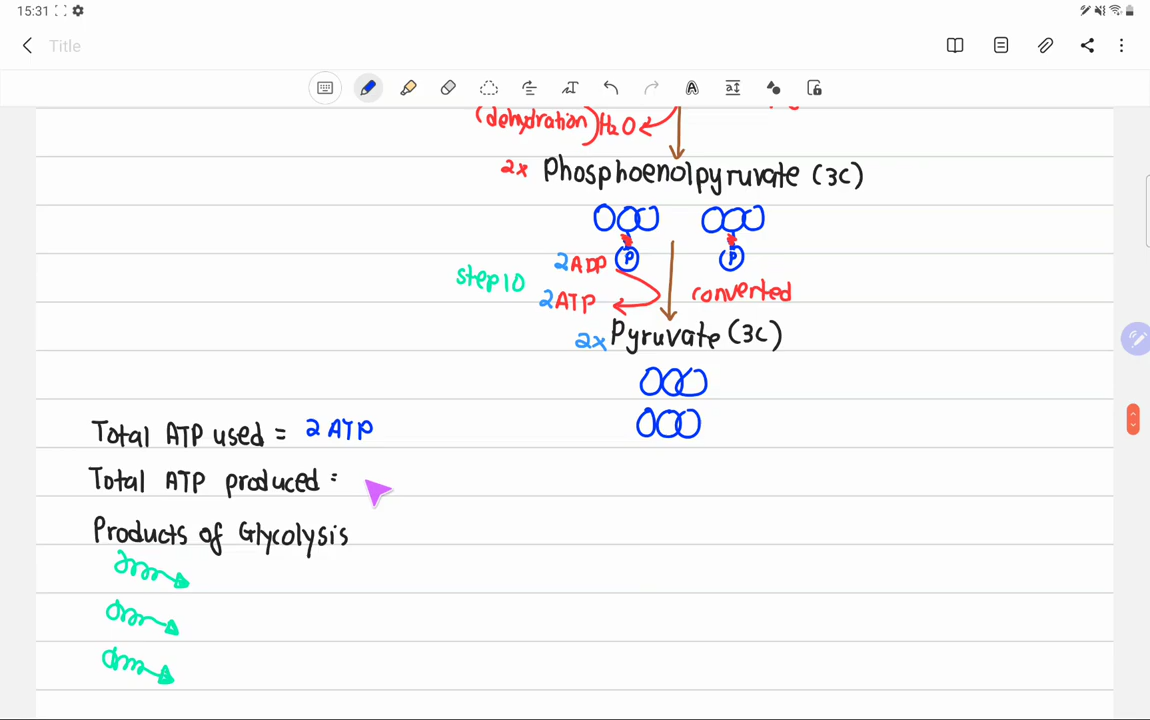 15:31
Title
(dehydration) H2O
2x Phosphoenolpyruvate (3C)
P P
2ADP
step 10
2ATP
converted
2x Pyruvate (3C)
Total ATP used = 2 ATP
Total ATP produced =
Products of Glycolysis